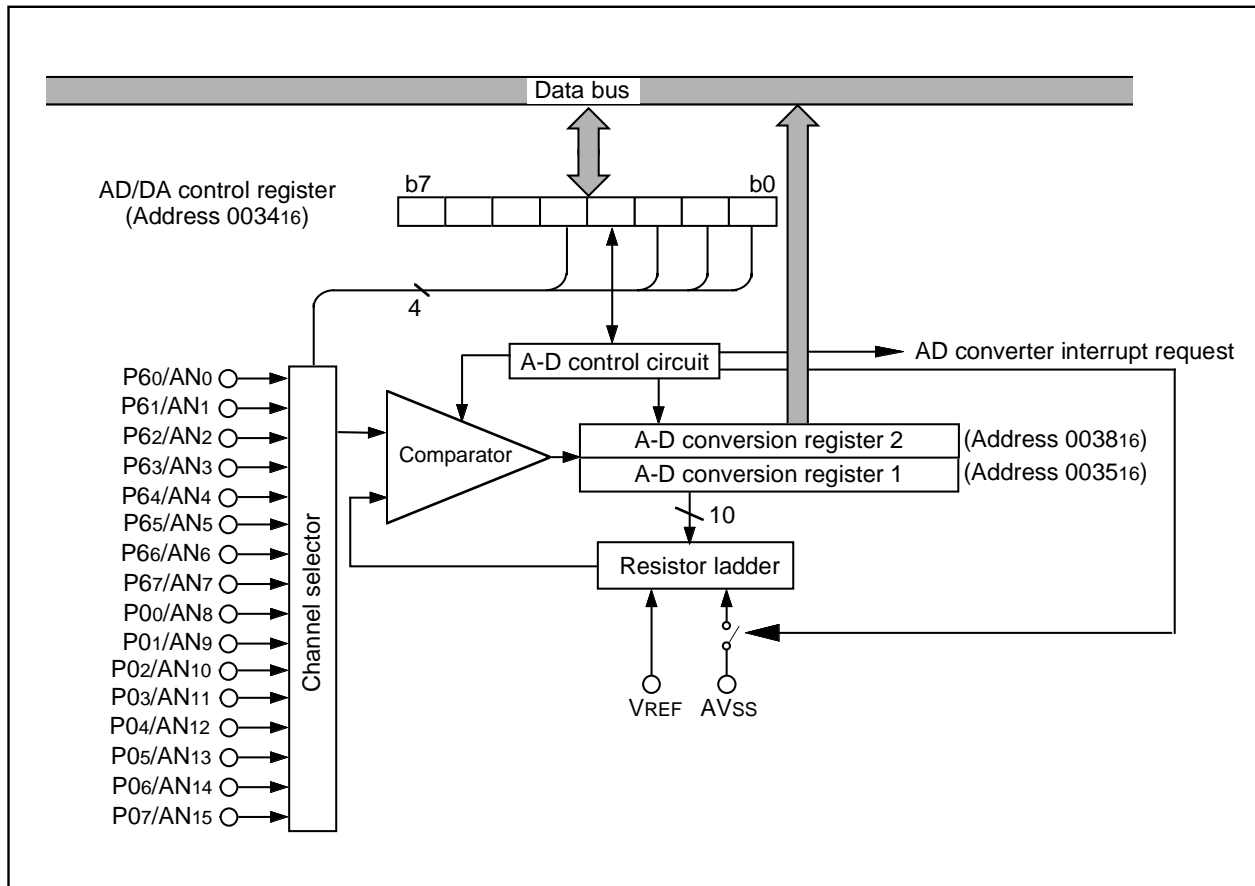 Data bus
AD/DA control register
(Address 003416)
b7
b0
4
A-D control circuit
AD converter interrupt request
P60/AN0
P61/AN1
P62/AN2
P63/AN3
P64/AN4
P65/AN5
P66/AN6
P67/AN7
P00/AN8
P01/AN9
P02/AN10
P03/AN11
P04/AN12
P05/AN13
P06/AN14
P07/AN15
Channel selector
Comparator
A-D conversion register 2
(Address 003816)
A-D conversion register 1
(Address 003516)
10
Resistor ladder
VREF
AVSS